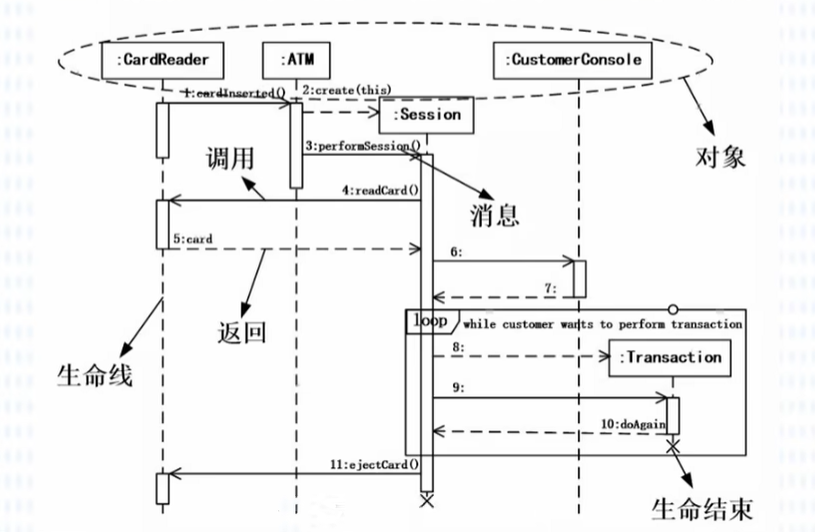 :CardReader
:ATM
:CustomerConsole
1:cardInserted()
2:create(this)
:Session
3:performSession()
对象
调用
4:readCard()
消息
5:card
6:
7:
返回
loop
while customer wants to perform transaction
8:
:Transaction
生命线
9:
10:doAgain
11:ejectCard()
生命结束